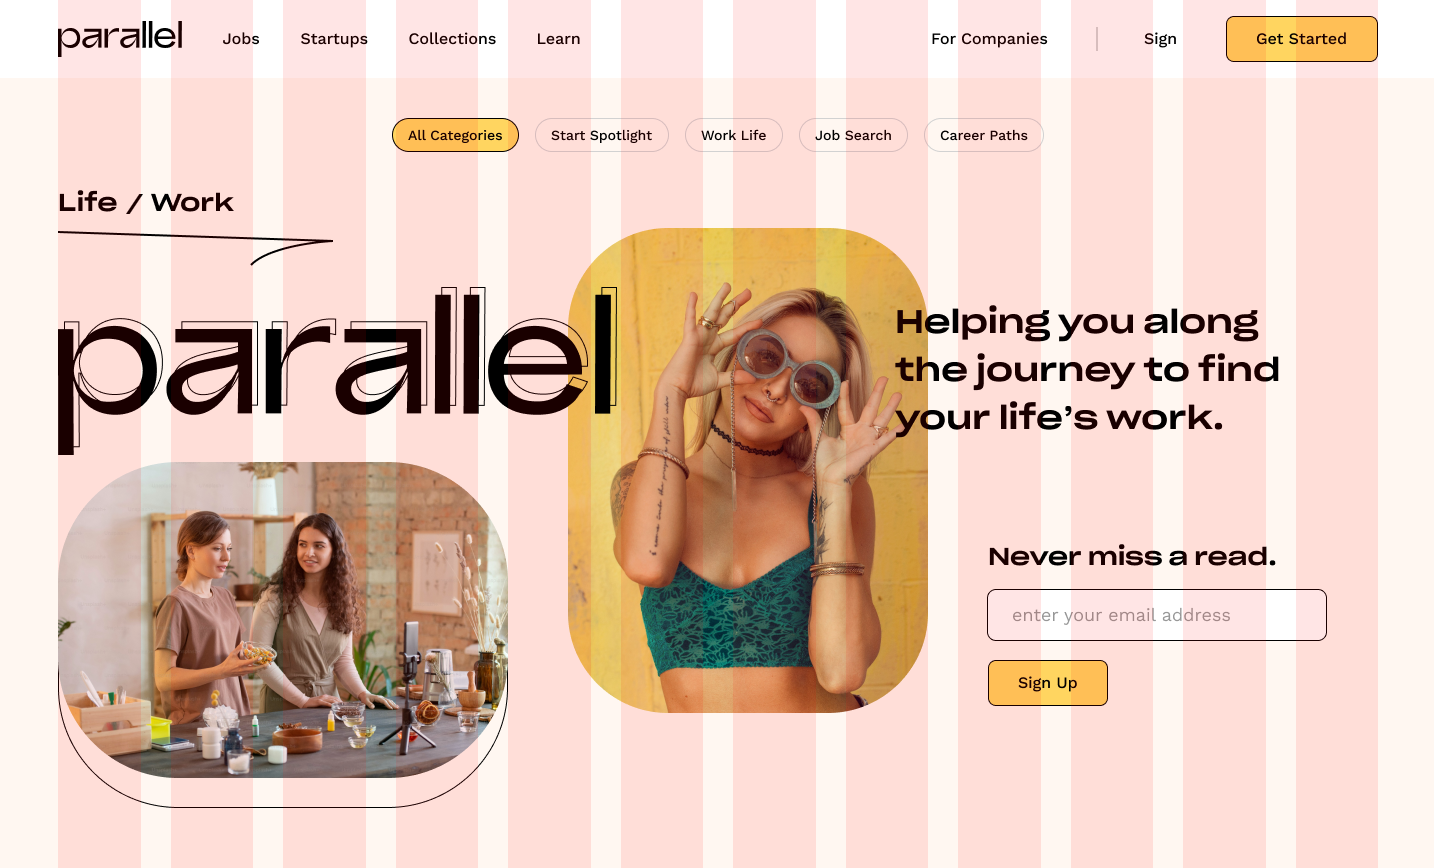 parallel
Jobs
Startups
Collections
Learn
For Companies
Sign
Get Started
All Categories
Start Spotlight
Work Life
Job Search
Career Paths
Life / Work
parallel
Helping you along
the journey to find
your life’s work.
Never miss a read.
enter your email address
Sign Up